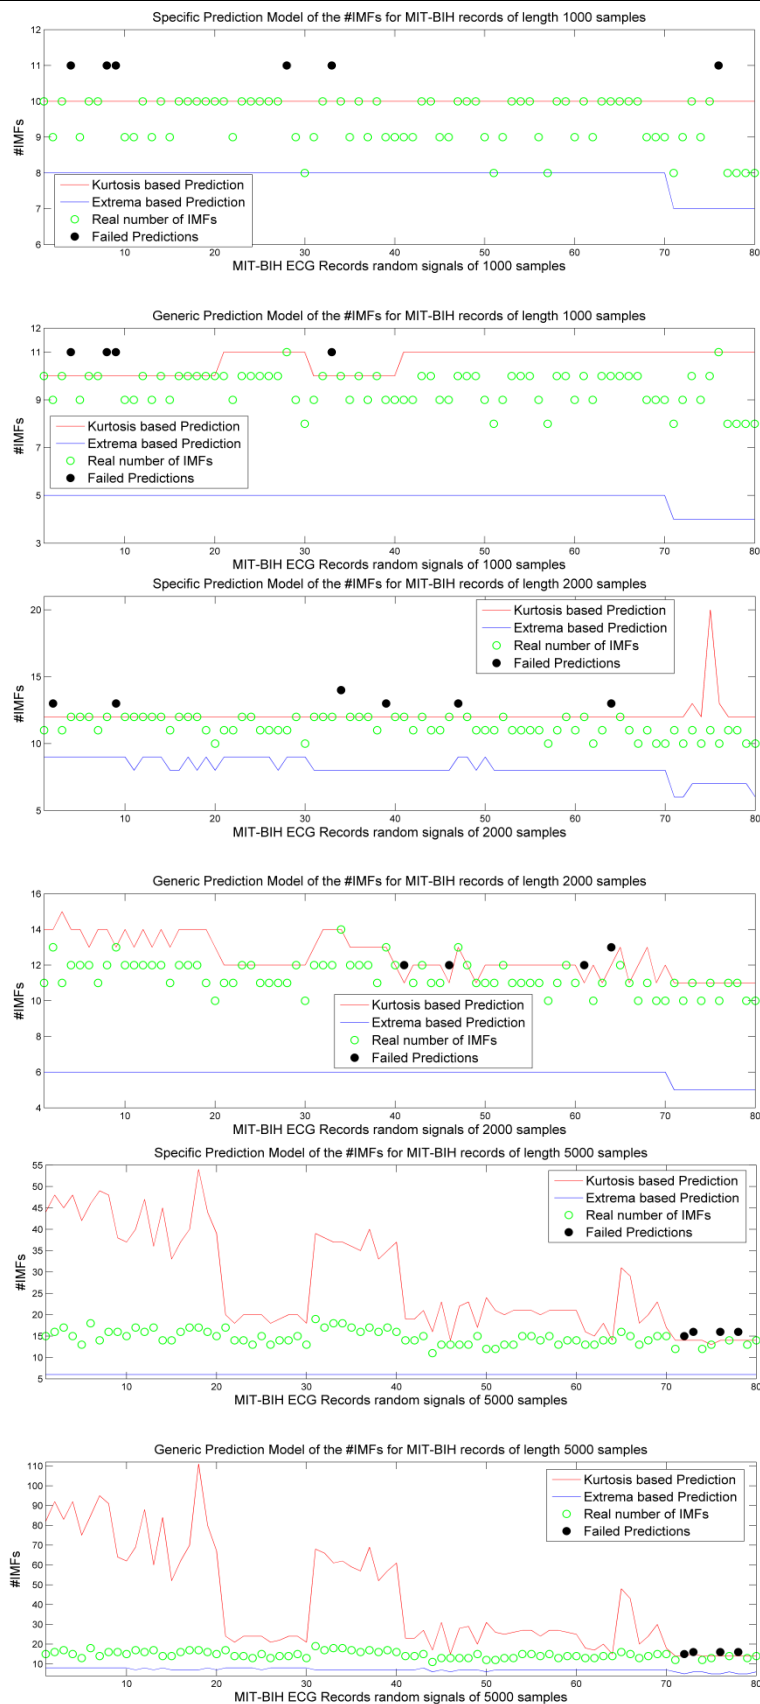 Specific Prediction Model of the #IMFs for MIT-BIH records of length 1000 samples
12
11
10
9
8
7
6
#IMFs
Kurtosis based Prediction
Extrema based Prediction
Real number of IMFs
Failed Predictions
10 20 30 40 50 60 70 80
MIT-BIH ECG Records random signals of 1000 samples
Generic Prediction Model of the #IMFs for MIT-BIH records of length 1000 samples
12
11
9
7
5
3
#IMFs
Kurtosis based Prediction
Extrema based Prediction
Real number of IMFs
Failed Predictions
10 20 30 40 50 60 70 80
MIT-BIH ECG Records random signals of 1000 samples
Specific Prediction Model of the #IMFs for MIT-BIH records of length 2000 samples
20
15
10
5
#IMFs
Kurtosis based Prediction
Extrema based Prediction
Real number of IMFs
Failed Predictions
10 20 30 40 50 60 70 80
MIT-BIH ECG Records random signals of 2000 samples
Generic Prediction Model of the #IMFs for MIT-BIH records of length 2000 samples
16
14
12
10
8
6
4
#IMFs
Kurtosis based Prediction
Extrema based Prediction
Real number of IMFs
Failed Predictions
10 20 30 40 50 60 70 80
MIT-BIH ECG Records random signals of 2000 samples
Specific Prediction Model of the #IMFs for MIT-BIH records of length 5000 samples
55
50
45
40
35
30
25
20
15
10
5
#IMFs
Kurtosis based Prediction
Extrema based Prediction
Real number of IMFs
Failed Predictions
10 20 30 40 50 60 70 80
MIT-BIH ECG Records random signals of 5000 samples
Generic Prediction Model of the #IMFs for MIT-BIH records of length 5000 samples
110
100
90
80
70
60
50
40
30
20
10
#IMFs
Kurtosis based Prediction
Extrema based Prediction
Real number of IMFs
Failed Predictions
10 20 30 40 50 60 70 80
MIT-BIH ECG Records random signals of 5000 samples